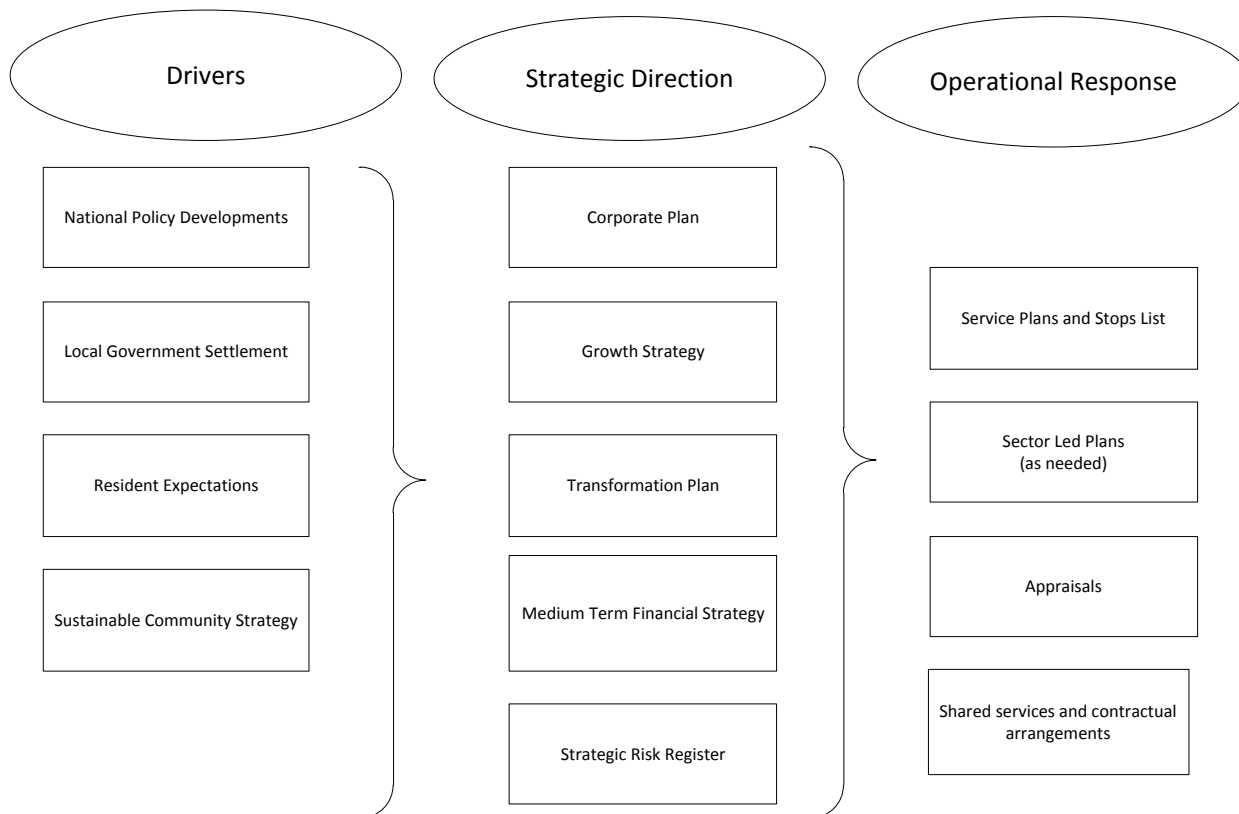 Drivers
Strategic Direction
Operational Response
National Policy Developments
Local Government Settlement
Resident Expectations
Sustainable Community Strategy
Corporate Plan
Growth Strategy
Transformation Plan
Medium Term Financial Strategy
Strategic Risk Register
Service Plans and Stops List
Sector Led Plans
(as needed)
Appraisals
Shared services and contractual
arrangements